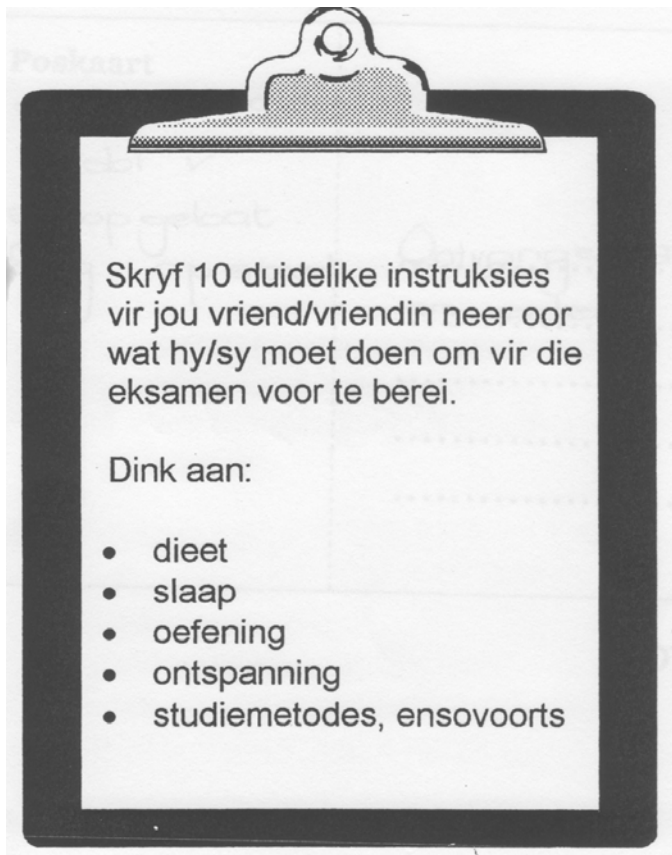 Poskaart
Skryf 10 duidelike instruksies
vir jou vriend/vriendin neer oor
wat hy/sy moet doen om vir die
eksamen voor te berei.
Dink aan:
• dieet
• slaap
• oefening
• ontspanning
• studiemetodes, ensovoorts